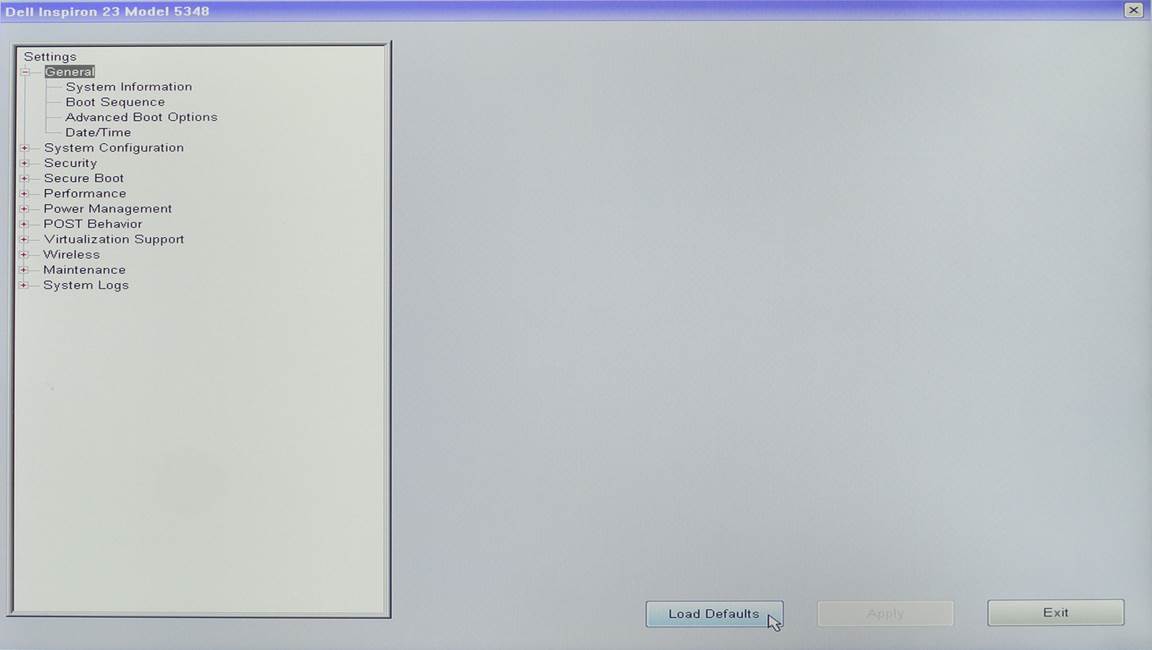 Dell Inspiron 23 Model 5348
Settings
General
System Information
Boot Sequence
Advanced Boot Options
Date/Time
System Configuration
Security
Secure Boot
Performance
Power Management
POST Behavior
Virtualization Support
Wireless
Maintenance
System Logs
Load Defaults
Apply
Exit